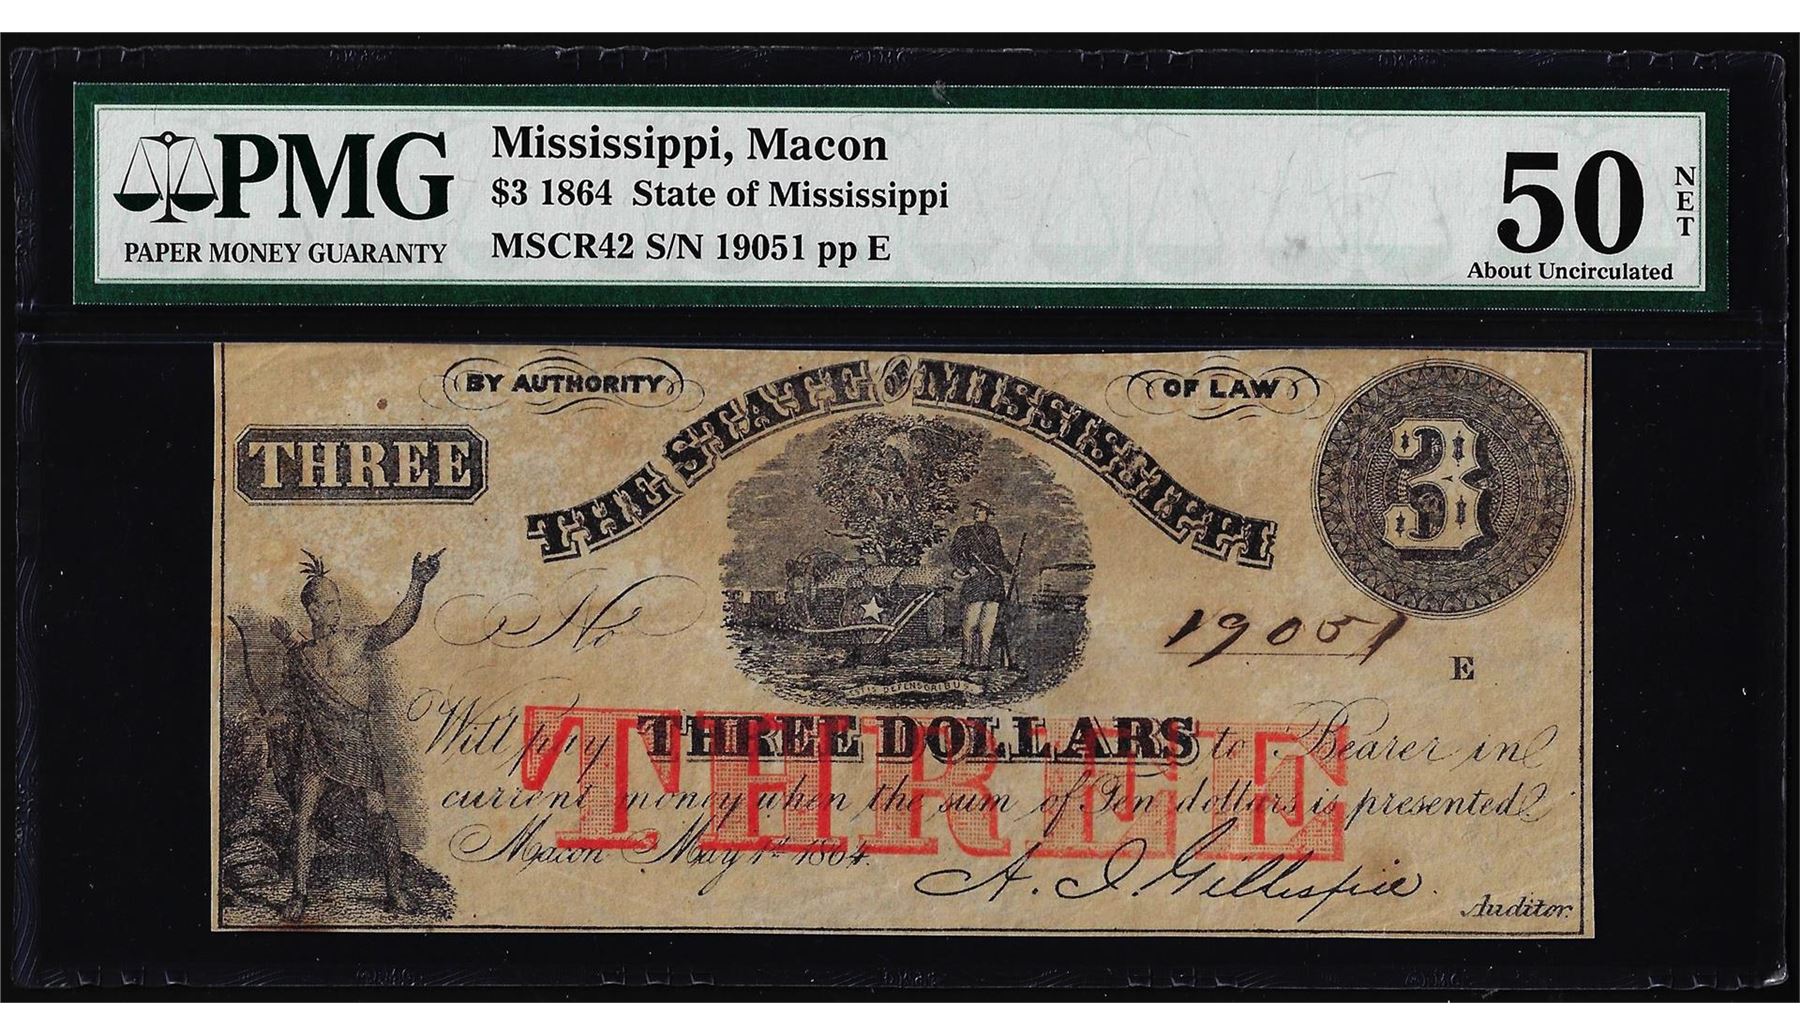 PMG
PAPER MONEY GUARANTY
Mississippi, Macon
$3 1864 State of Mississippi
MSCR42 S/N 19051 pp E
50
NET
About Uncirculated
BY AUTHORITY
OF LAW
THE STATE OF MISSISSIPPI
THREE
3
No
19051
E
DEFENSORIBUS
Will pay THREE DOLLARS to Bearer in
THREE
current money when the sum of Ten dollars is presented
Macon May 1st 1864.
A. J. Gillespie.
Auditor.